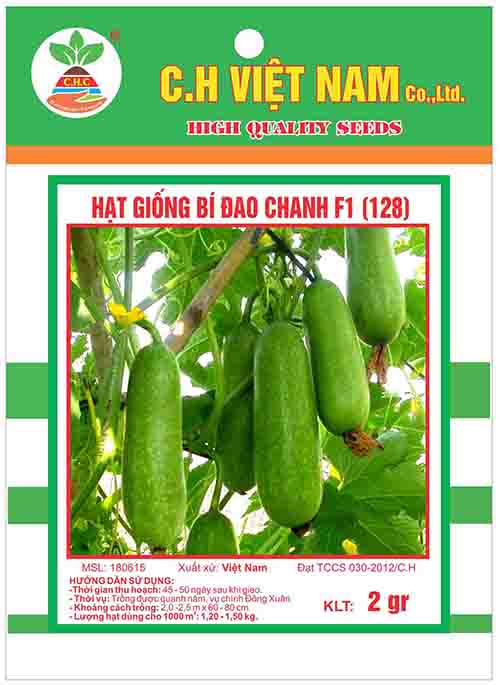 C.H.C
®
C.H VIỆT NAM Co.,Ltd.
HIGH QUALITY SEEDS
HẠT GIỐNG BÍ ĐAO CHANH F1 (128)
MSL: 180615 Xuất xứ: Việt Nam Đạt TCCS 030-2012/C.H
HƯỚNG DẪN SỬ DỤNG:
-Thời gian thu hoạch: 45 - 50 ngày sau khi gieo.
- Thời vụ: Trồng được quanh năm, vụ chính Đông Xuân.
- Khoảng cách trồng: 2,0 -2,5 m x 60 - 80 cm.
- Lượng hạt dùng cho 1000 m²: 1,20 - 1,50 kg.
KLT: 2 gr